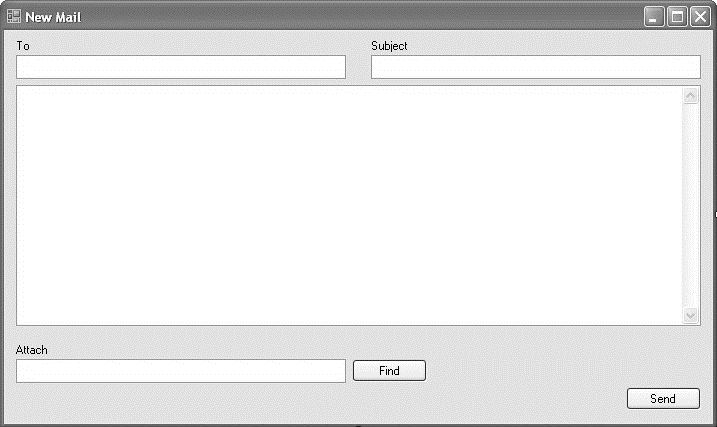 New Mail
To
Subject
Attach
Find
Send